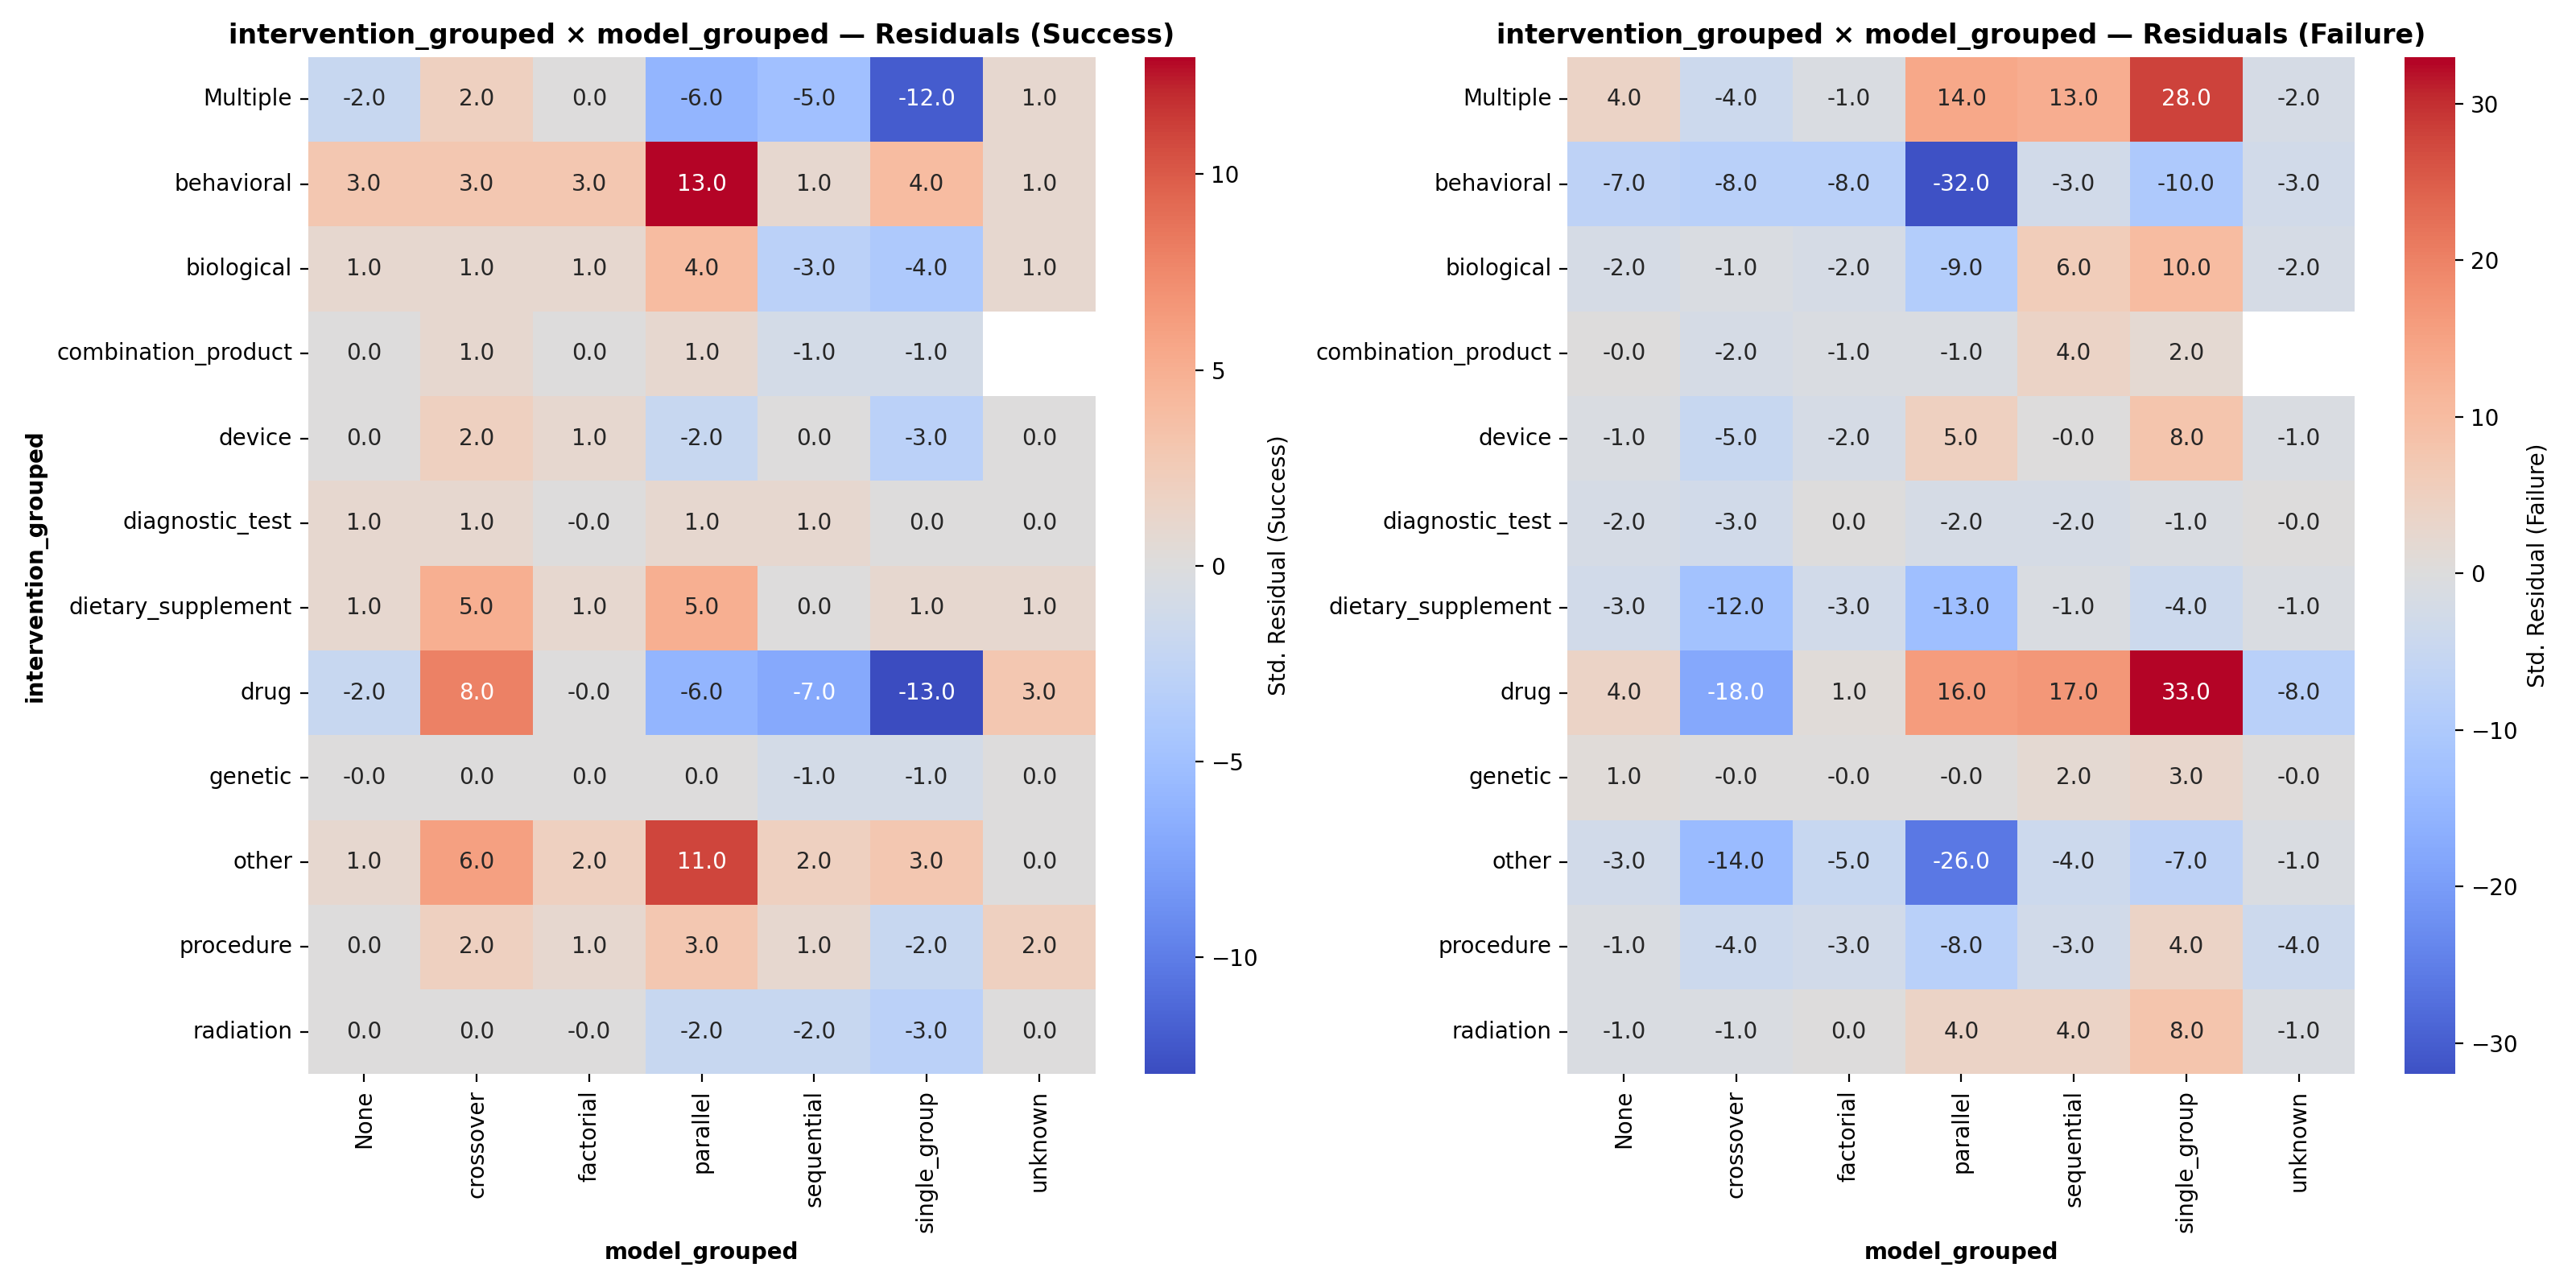 intervention_grouped × model_grouped — Residuals (Success)
Multiple -2.0 2.0 0.0 -6.0 -5.0 -12.0 1.0
behavioral 3.0 3.0 3.0 13.0 1.0 4.0 1.0
biological 1.0 1.0 1.0 4.0 -3.0 -4.0 1.0
combination_product 0.0 1.0 0.0 1.0 -1.0 -1.0
device 0.0 2.0 1.0 -2.0 0.0 -3.0 0.0
diagnostic_test 1.0 1.0 -0.0 1.0 1.0 0.0 0.0
dietary_supplement 1.0 5.0 1.0 5.0 0.0 1.0 1.0
drug -2.0 8.0 -0.0 -6.0 -7.0 -13.0 3.0
genetic -0.0 0.0 0.0 0.0 -1.0 -1.0 0.0
other 1.0 6.0 2.0 11.0 2.0 3.0 0.0
procedure 0.0 2.0 1.0 3.0 1.0 -2.0 2.0
radiation 0.0 0.0 -0.0 -2.0 -2.0 -3.0 0.0
None crossover factorial parallel sequential single_group unknown
model_grouped
intervention_grouped
10
5
0
−5
−10
Std. Residual (Success)
intervention_grouped × model_grouped — Residuals (Failure)
Multiple 4.0 -4.0 -1.0 14.0 13.0 28.0 -2.0
behavioral -7.0 -8.0 -8.0 -32.0 -3.0 -10.0 -3.0
biological -2.0 -1.0 -2.0 -9.0 6.0 10.0 -2.0
combination_product -0.0 -2.0 -1.0 -1.0 4.0 2.0
device -1.0 -5.0 -2.0 5.0 -0.0 8.0 -1.0
diagnostic_test -2.0 -3.0 0.0 -2.0 -2.0 -1.0 -0.0
dietary_supplement -3.0 -12.0 -3.0 -13.0 -1.0 -4.0 -1.0
drug 4.0 -18.0 1.0 16.0 17.0 33.0 -8.0
genetic 1.0 -0.0 -0.0 -0.0 2.0 3.0 -0.0
other -3.0 -14.0 -5.0 -26.0 -4.0 -7.0 -1.0
procedure -1.0 -4.0 -3.0 -8.0 -3.0 4.0 -4.0
radiation -1.0 -1.0 0.0 4.0 4.0 8.0 -1.0
None crossover factorial parallel sequential single_group unknown
model_grouped
30
20
10
0
−10
−20
−30
Std. Residual (Failure)